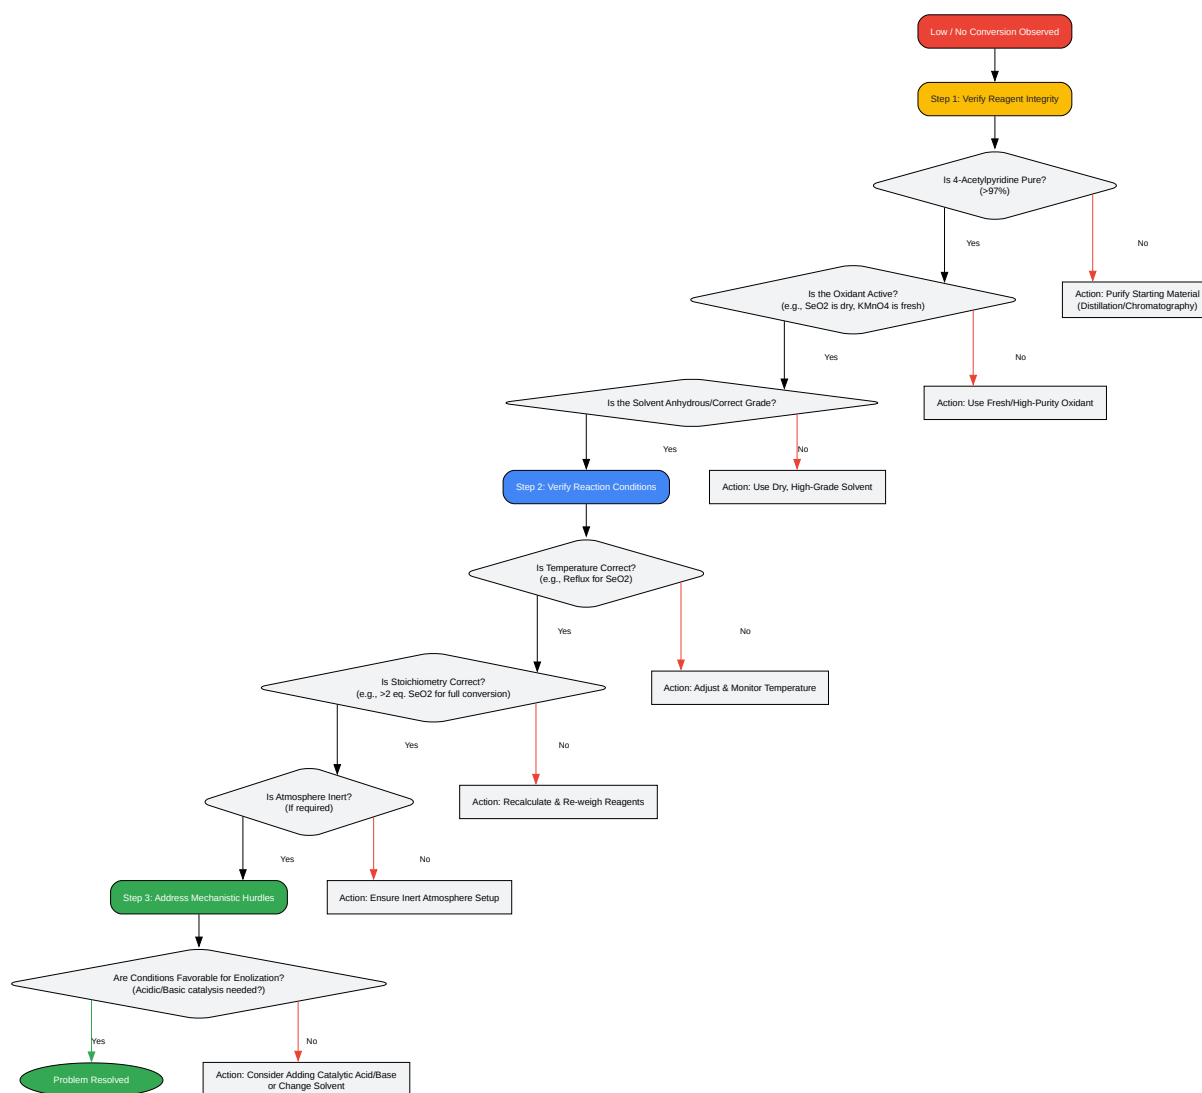 Low / No Conversion Observed
Step 1: Verify Reagent Integrity
Is 4-Acetylpyridine Pure?
(>97%)
Yes
No
Is the Oxidant Active?
(e.g., SeO2 is dry, KMnO4 is fresh)
Action: Purify Starting Material
(Distillation/Chromatography)
Yes
No
Is the Solvent Anhydrous/Correct Grade?
Action: Use Fresh/High-Purity Oxidant
Yes
No
Step 2: Verify Reaction Conditions
Action: Use Dry, High-Grade Solvent
Is Temperature Correct?
(e.g., Reflux for SeO2)
Yes
No
Is Stoichiometry Correct?
(e.g., >2 eq. SeO2 for full conversion)
Action: Adjust & Monitor Temperature
Yes
No
Is Atmosphere Inert?
(If required)
Action: Recalculate & Re-weigh Reagents
Yes
No
Step 3: Address Mechanistic Hurdles
Action: Ensure Inert Atmosphere Setup
Are Conditions Favorable for Enolization?
(Acidic/Basic catalysis needed?)
Yes
No
Problem Resolved
Action: Consider Adding Catalytic Acid/Base
or Change Solvent